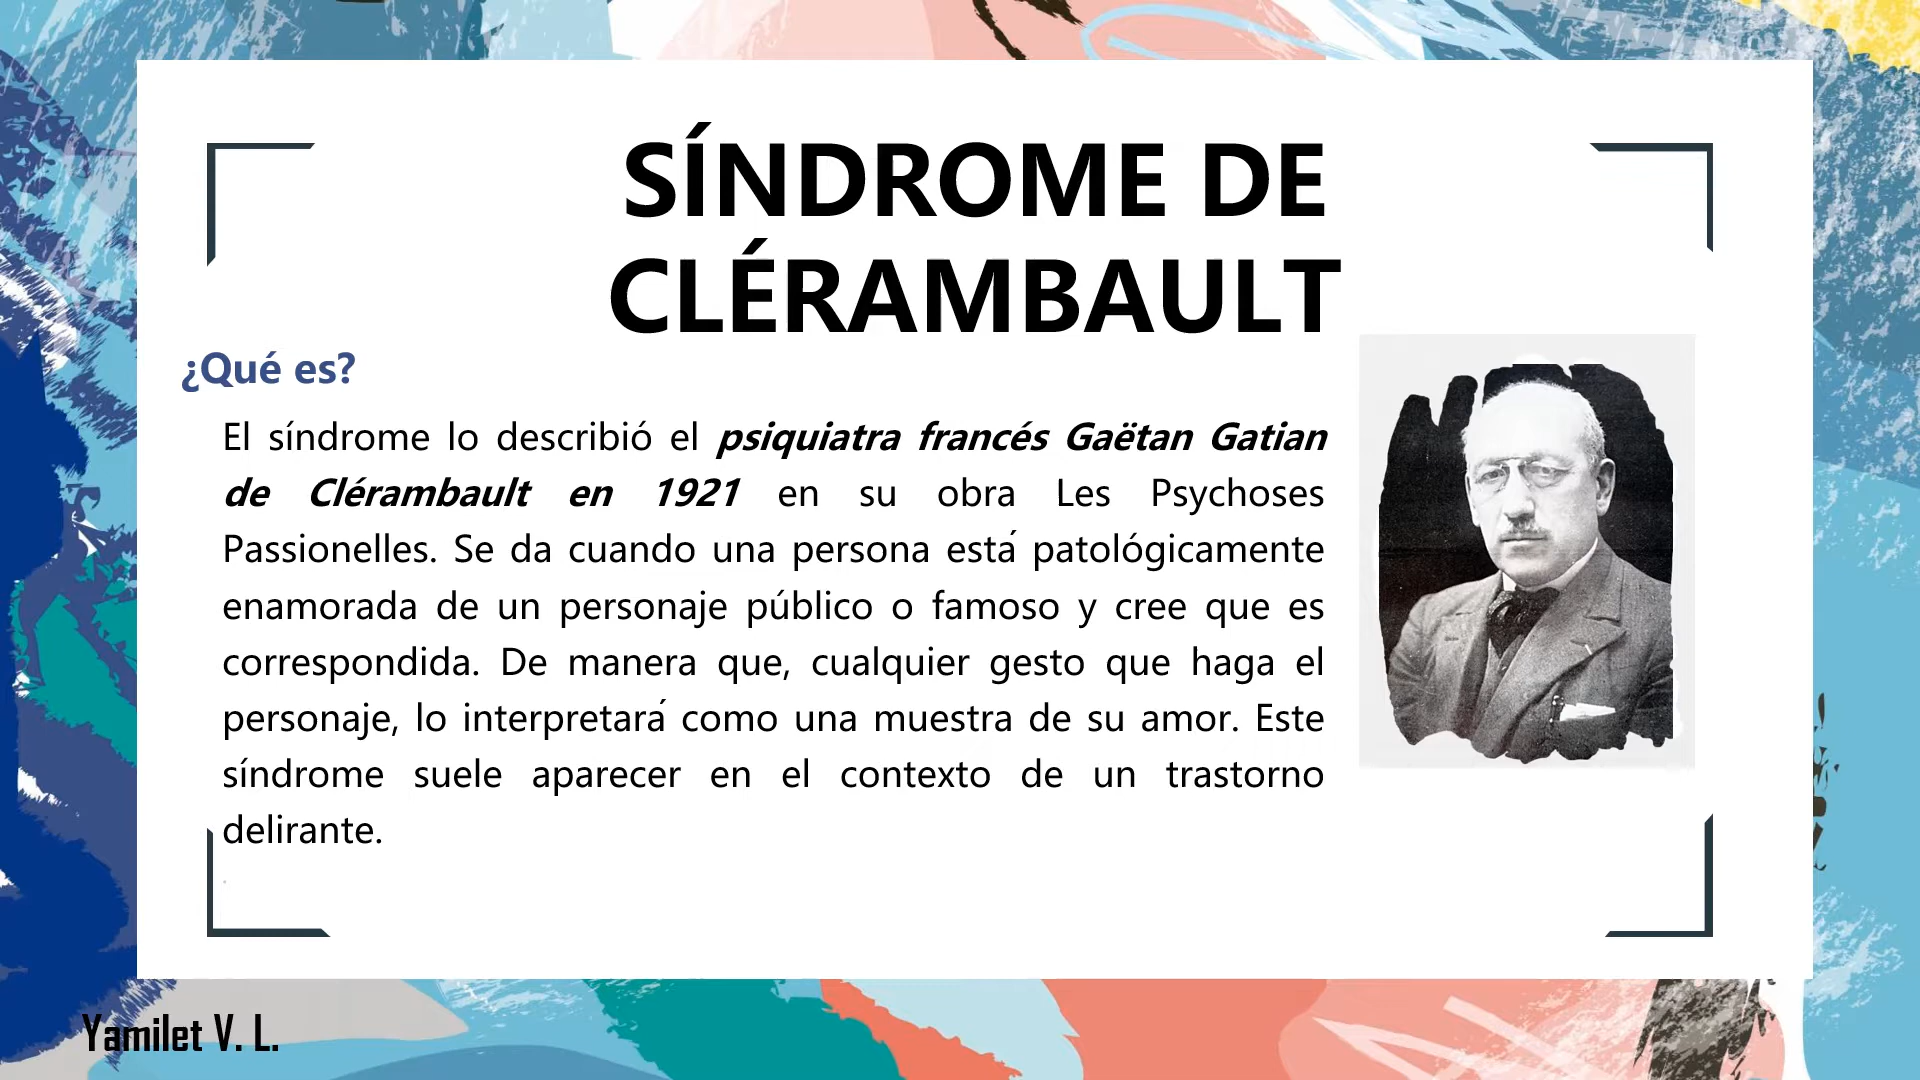 SÍNDROME DE
CLÉRAMBAULT
¿Qué es?
El síndrome lo describió el psiquiatra francés Gaëtan Gatian
de Clérambault en 1921 en su obra Les Psychoses
Passionelles. Se da cuando una persona está patológicamente
enamorada de un personaje público o famoso y cree que es
correspondida. De manera que, cualquier gesto que haga el
personaje, lo interpretará como una muestra de su amor. Este
síndrome suele aparecer en el contexto de un trastorno
delirante.
.
Yamilet V. L.